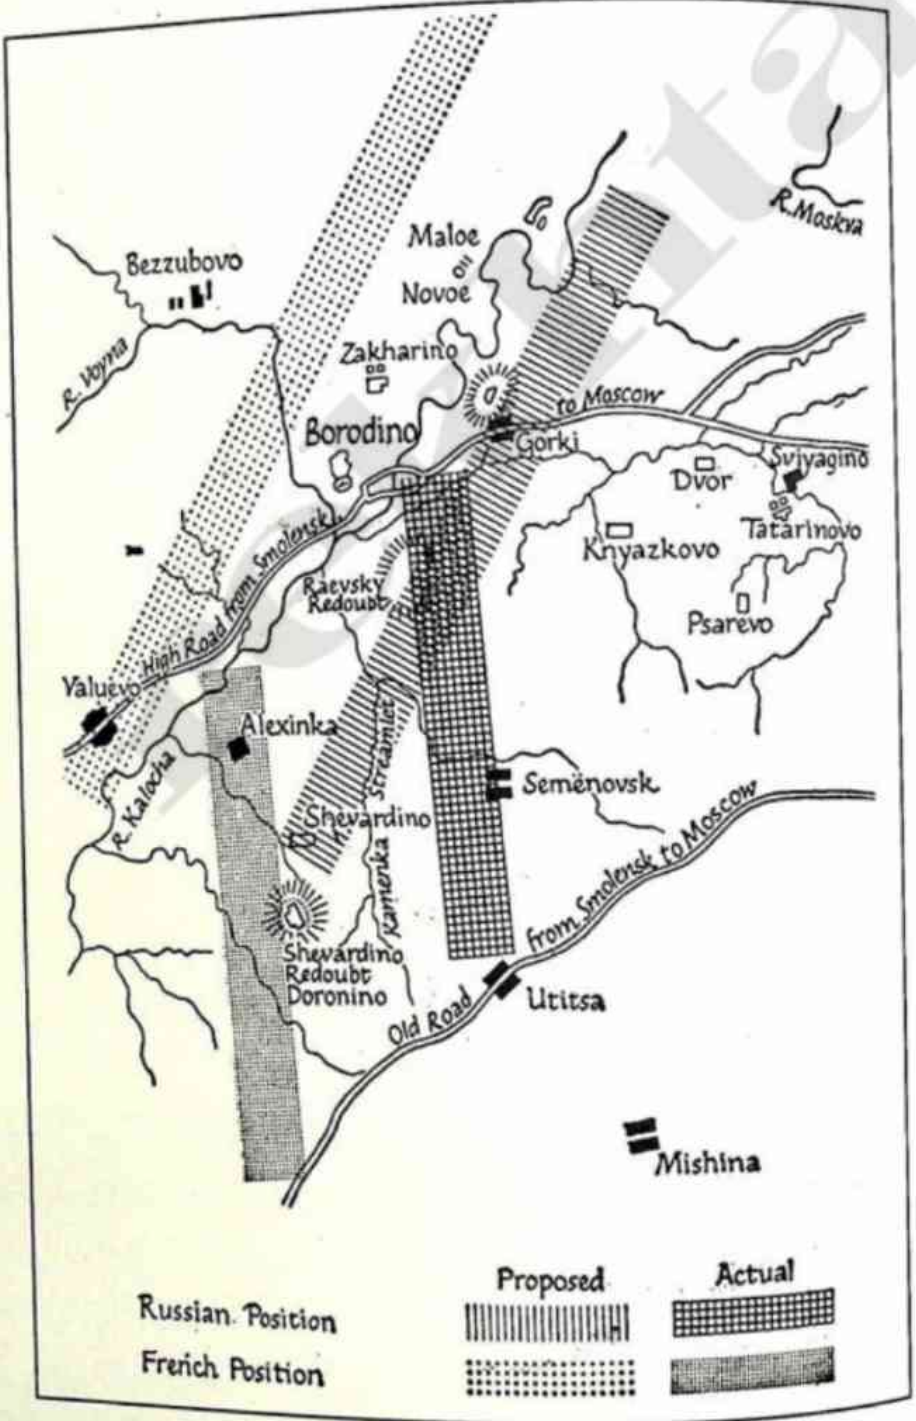 R. Moskva
Maloe
Bezzubovo
Novoe
R. Voyna
Zakharino
to Moscow
Borodino
Gorki
Svjyagino
Dvor
Tatarinovo
Knyazkovo
High Road from Smolensk
Raevsky
Redoubt
Psarevo
Valuevo
Alexinka
Kamenka Streamlet
Semënovsk
R. Kalocha
Shevardino
Old Road from Smolensk to Moscow
Shevardino
Redoubt
Doronino
Utitsa
Mishina
Proposed Actual
Russian Position
French Position